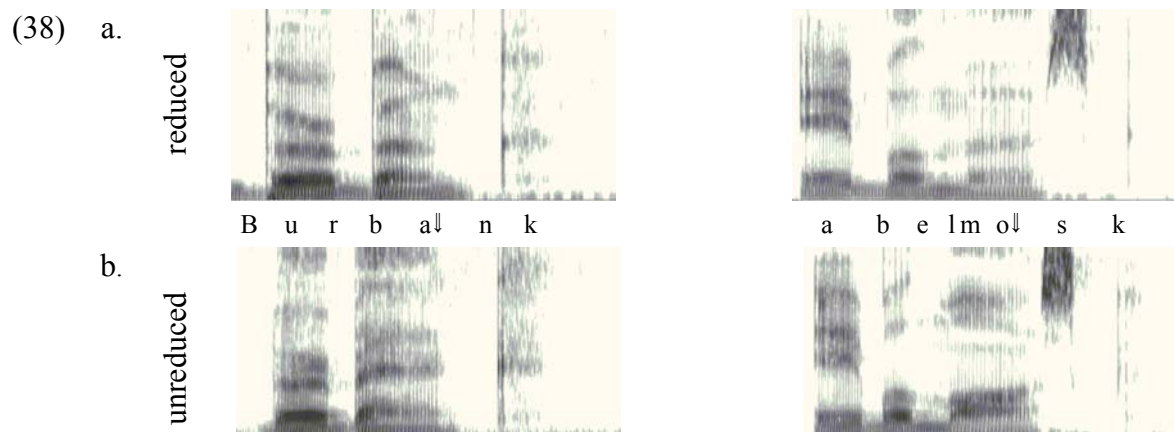 (38) a.
reduced
B u r b a⇓ n k a b e l m o⇓ s k
b.
unreduced